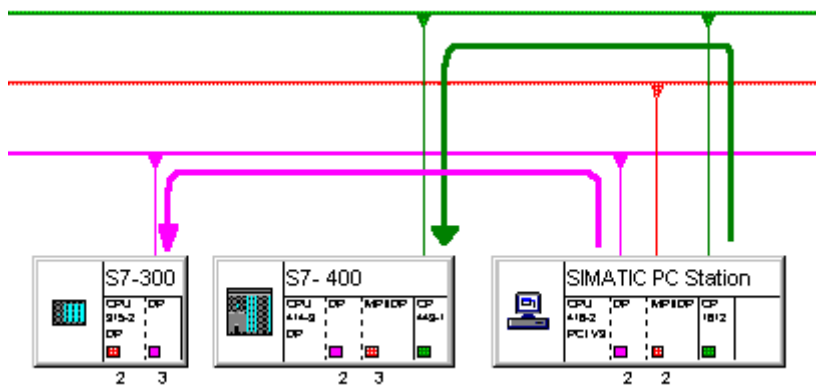 S7-300
CPU DP
315-2
DP
2 3
S7- 400
CPU DP MPI/DP CP
414-3 443-1
DP
2 3
SIMATIC PC Station
CPU DP MPI/DP CP
416-2 1612
PCI V3
2 2